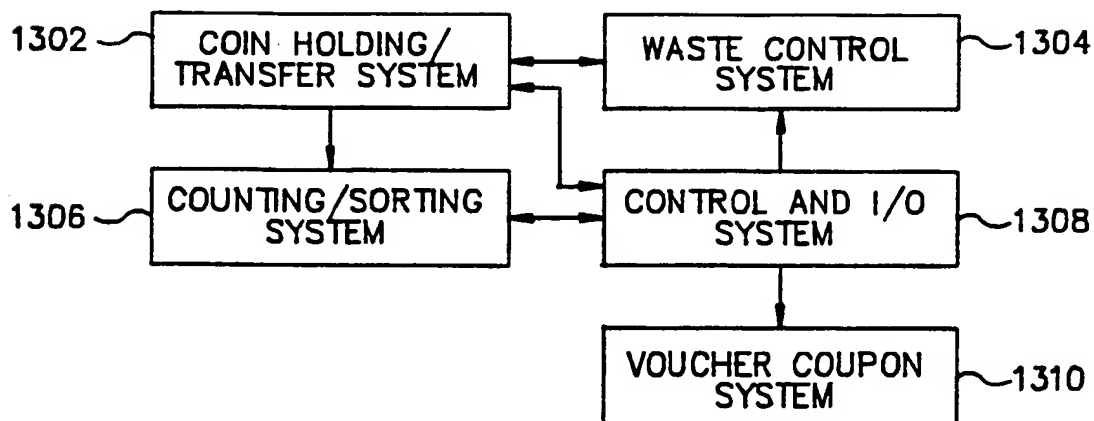 1302
COIN HOLDING/
TRANSFER SYSTEM
WASTE CONTROL
SYSTEM
1304
1306
COUNTING/SORTING
SYSTEM
CONTROL AND I/O
SYSTEM
1308
VOUCHER COUPON
SYSTEM
1310